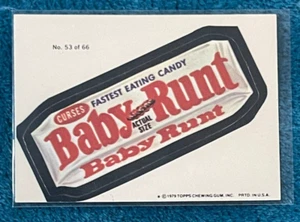 No. 53 of 66
CURSES
FASTEST EATING CANDY
Baby Runt
ACTUAL
SIZE
Baby Runt
© 1979 TOPPS CHEWING GUM, INC. PRTD. IN U.S.A.